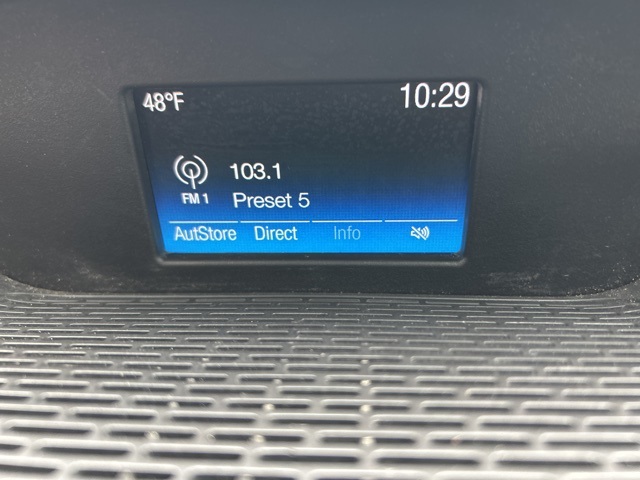 48°F 10:29
103.1
FM 1 Preset 5
AutStore Direct Info